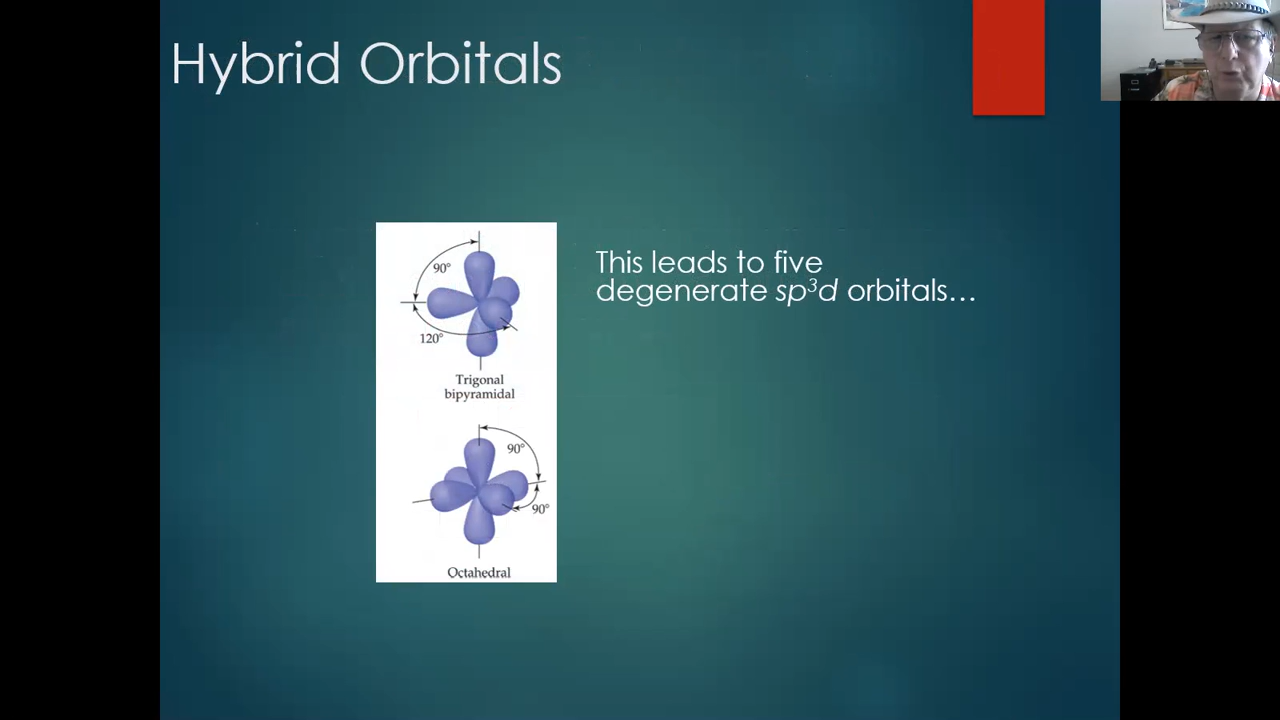 Hybrid Orbitals
This leads to five
degenerate sp³d orbitals…
90°
120°
Trigonal
bipyramidal
90°
90°
Octahedral